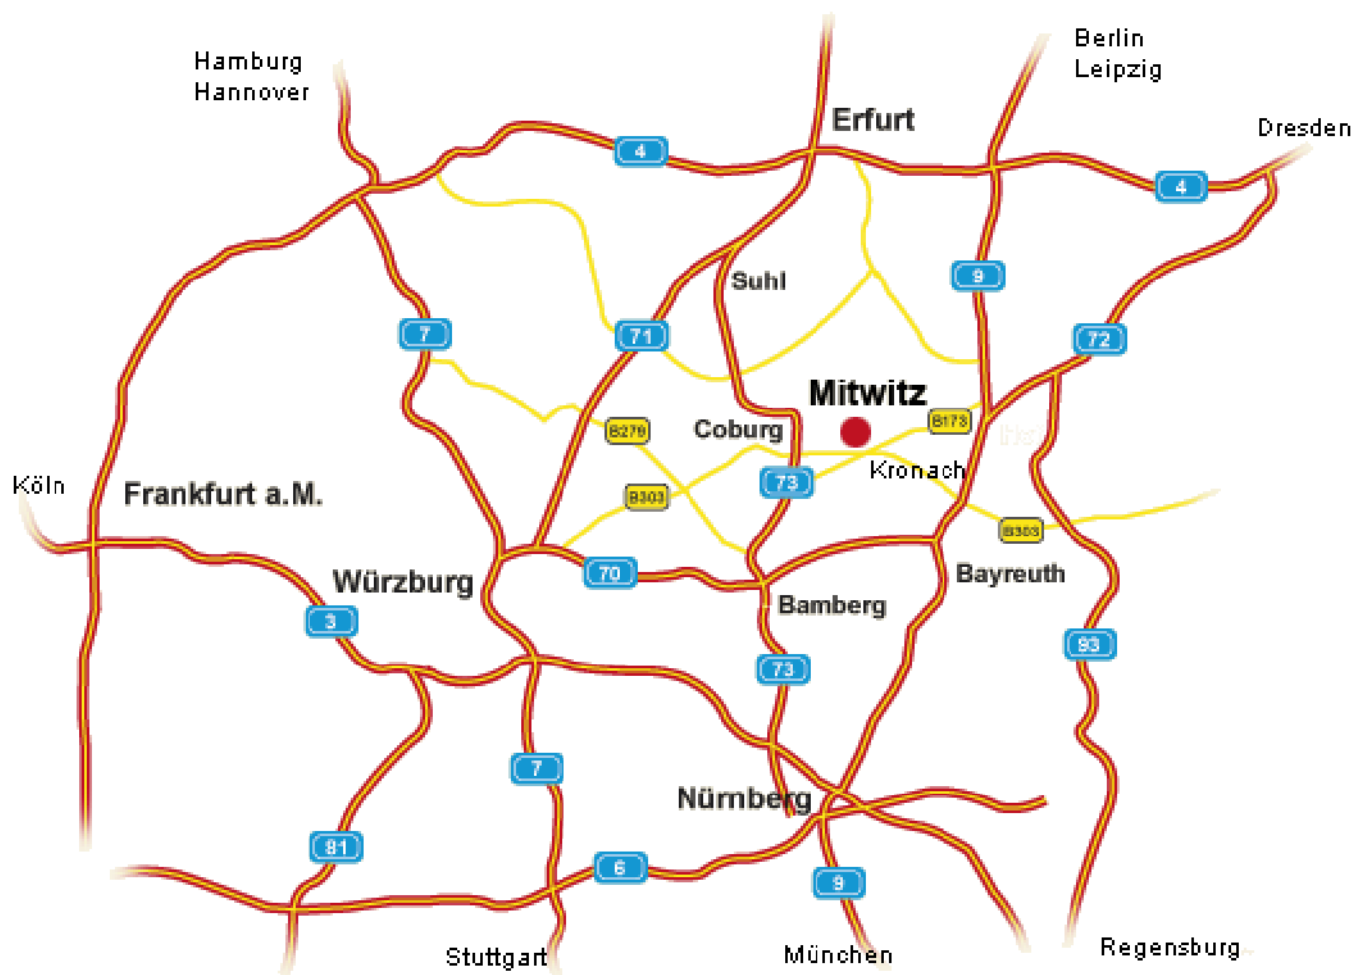 Hamburg
Hannover
Berlin
Leipzig
Erfurt
Dresden
4
4
9
Suhl
7
71
72
Mitwitz
B279
Coburg
B173
Kronach
Köln
Frankfurt a.M.
B303
73
B303
70
Würzburg
Bayreuth
Bamberg
3
93
73
7
Nürnberg
81
6
9
Stuttgart
München
Regensburg